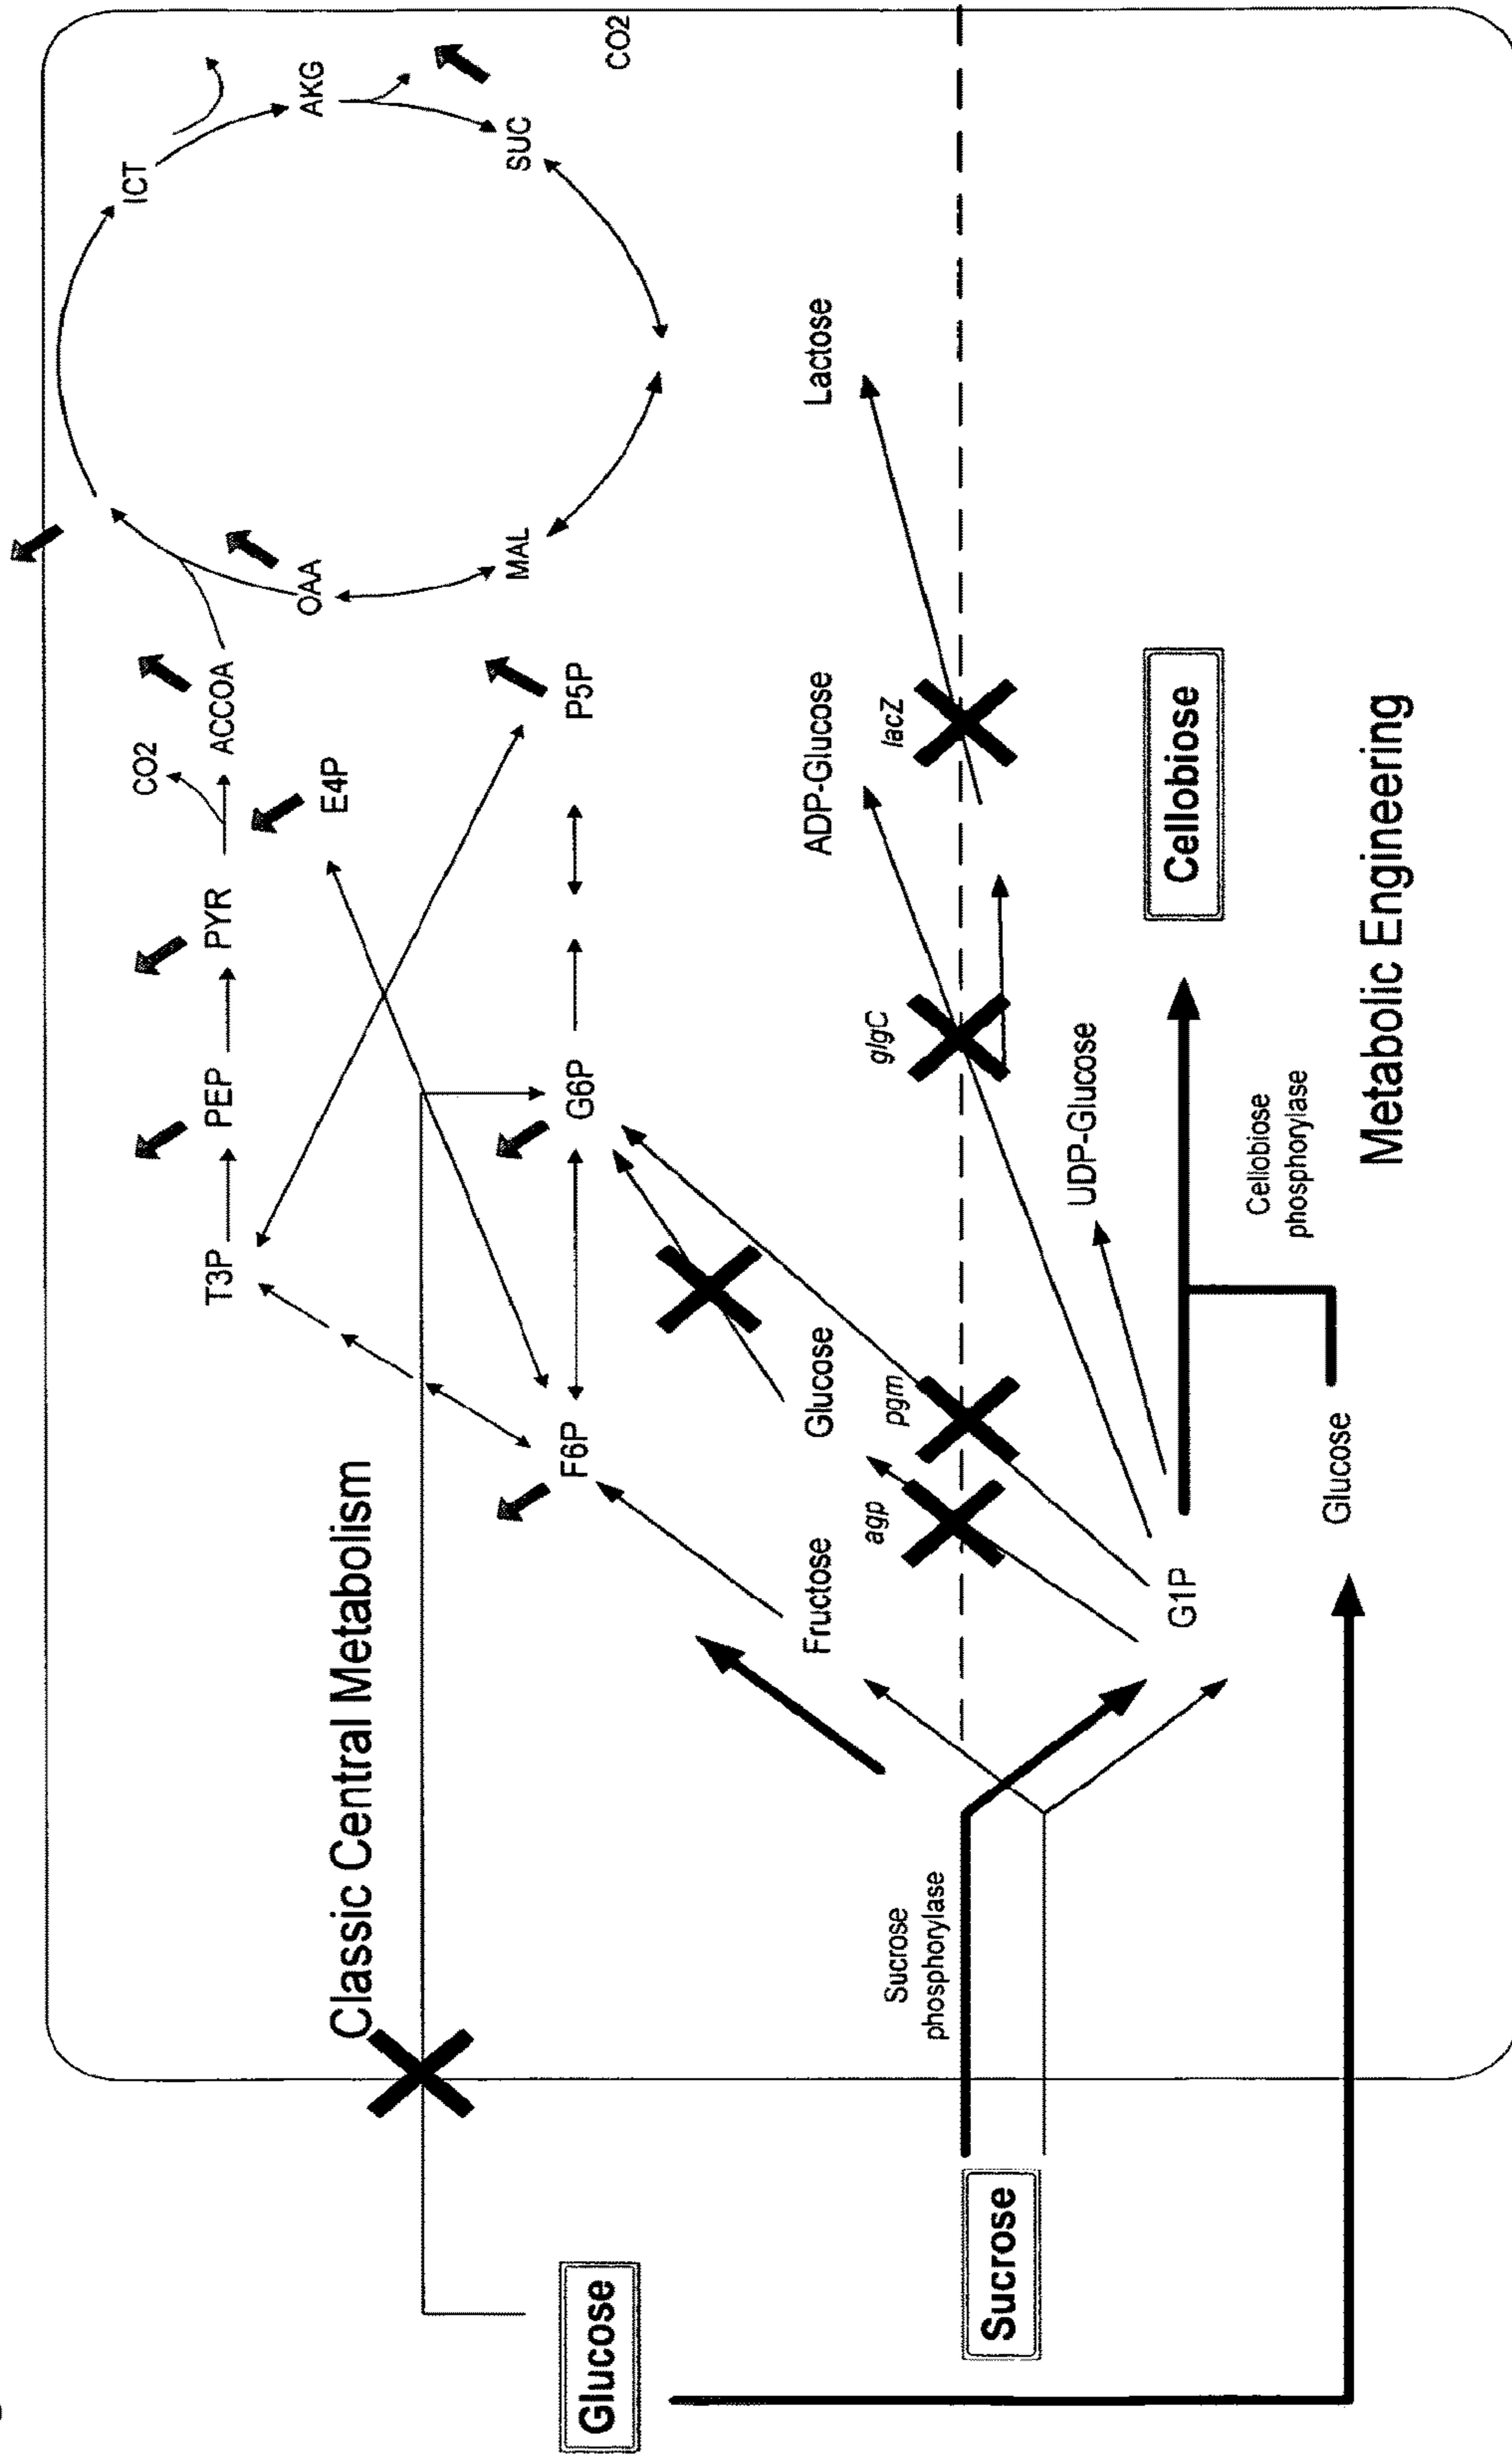 Classic Central Metabolism
T3P
PEP
PYR
CO2
ACCOA
E4P
OAA
ICT
AKG
SUC
MAL
CO2
Glucose
F6P
G6P
P5P
Fructose
Glucose
ADP-Glucose
Lactose
agp
pgm
glgC
lacZ
Sucrose
phosphorylase
Sucrose
G1P
UDP-Glucose
Cellobiose
Cellobiose
phosphorylase
Glucose
Metabolic Engineering